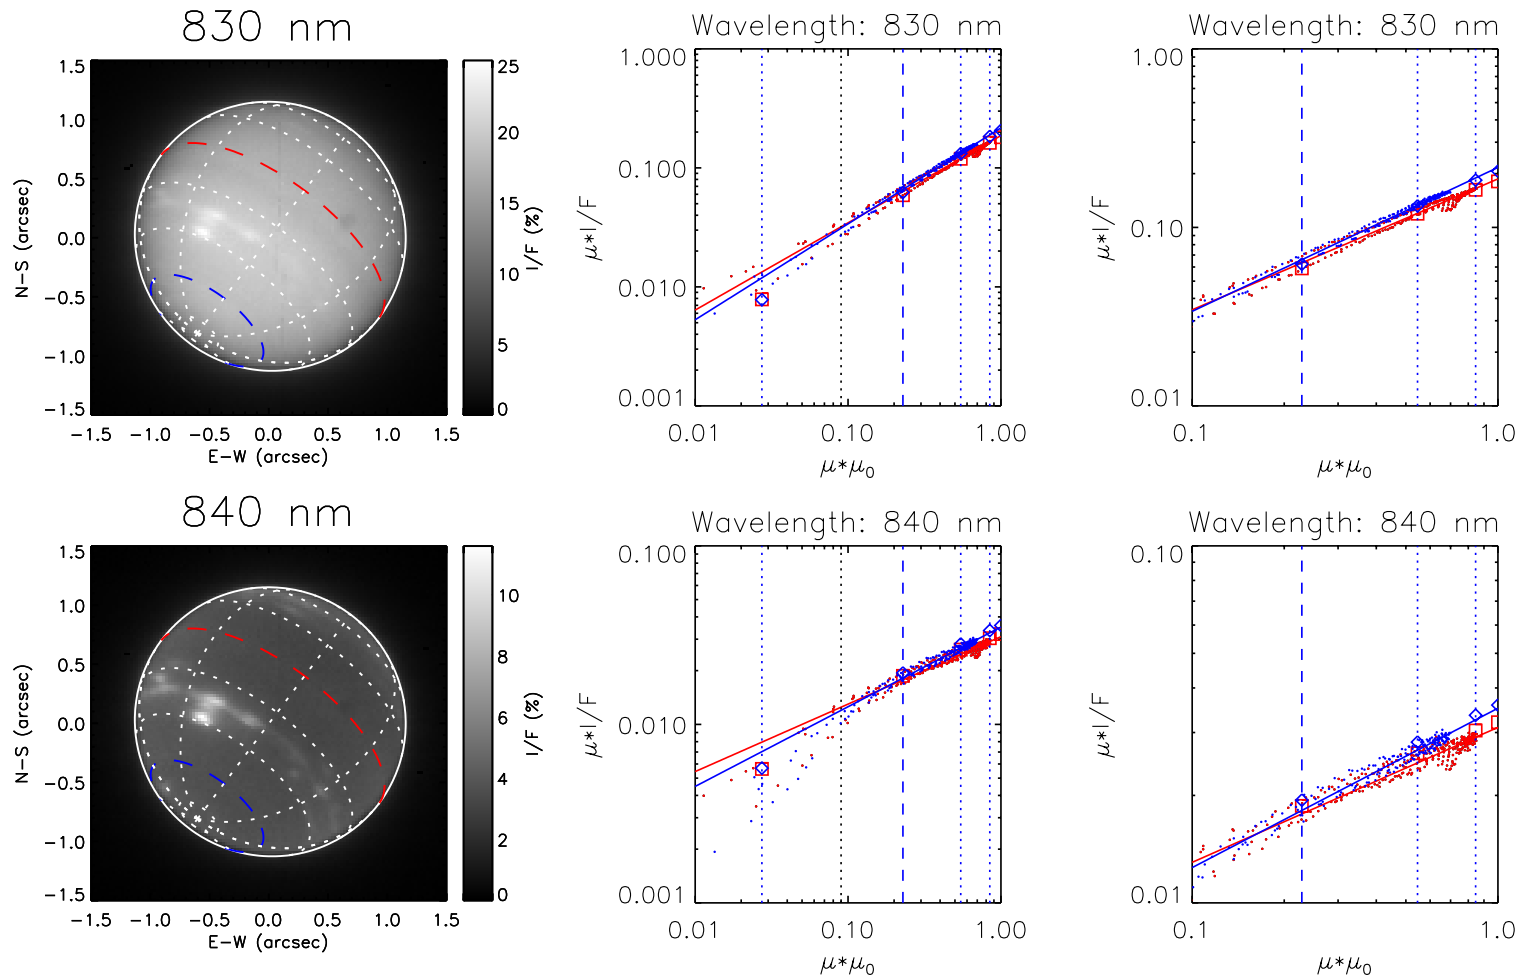 830 nm
1.5
1.0
0.5
0.0
−0.5
−1.0
−1.5
N−S (arcsec)
−1.5 −1.0 −0.5 0.0 0.5 1.0 1.5
E−W (arcsec)
25
20
15
10
5
0
I/F (%)
Wavelength: 830 nm
1.000
0.100
0.010
0.001
μ*I/F
0.01 0.10 1.00
μ*μ₀
Wavelength: 830 nm
1.00
0.10
0.01
μ*I/F
0.1 1.0
μ*μ₀
840 nm
1.5
1.0
0.5
0.0
−0.5
−1.0
−1.5
N−S (arcsec)
−1.5 −1.0 −0.5 0.0 0.5 1.0 1.5
E−W (arcsec)
10
8
6
4
2
0
I/F (%)
Wavelength: 840 nm
0.100
0.010
0.001
μ*I/F
0.01 0.10 1.00
μ*μ₀
Wavelength: 840 nm
0.10
0.01
μ*I/F
0.1 1.0
μ*μ₀